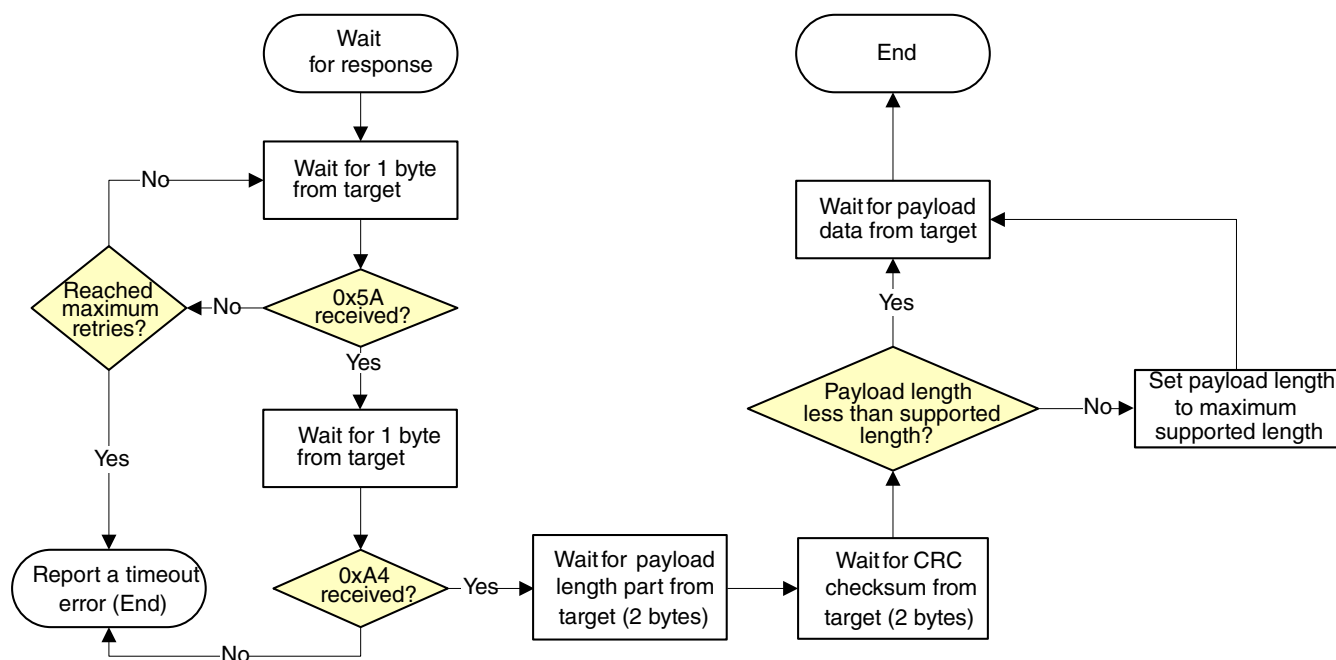 Wait
for response
Wait for 1 byte
from target
No
Reached
maximum
retries?
No
0x5A
received?
Yes
Wait for 1 byte
from target
Yes
Report a timeout
error (End)
0xA4
received?
No
Yes
Wait for payload
length part from
target (2 bytes)
Wait for CRC
checksum from
target (2 bytes)
Payload length
less than supported
length?
No
Set payload length
to maximum
supported length
Yes
Wait for payload
data from target
End